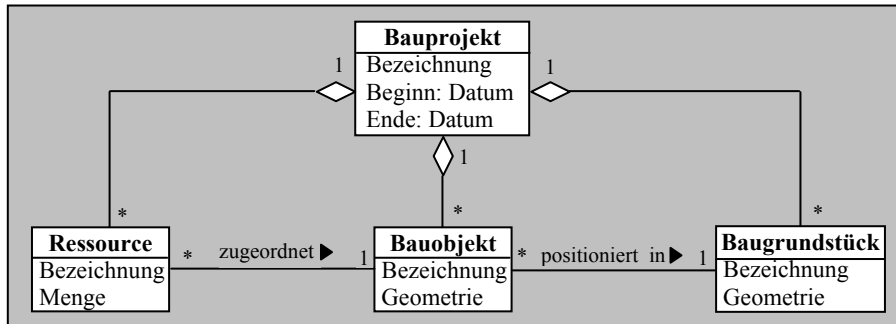 Bauprojekt
Bezeichnung
Beginn: Datum
Ende: Datum
1
1
1
*
*
*
Ressource
Bezeichnung
Menge
*
zugeordnet
1
Bauobjekt
Bezeichnung
Geometrie
*
positioniert in
1
Baugrundstück
Bezeichnung
Geometrie